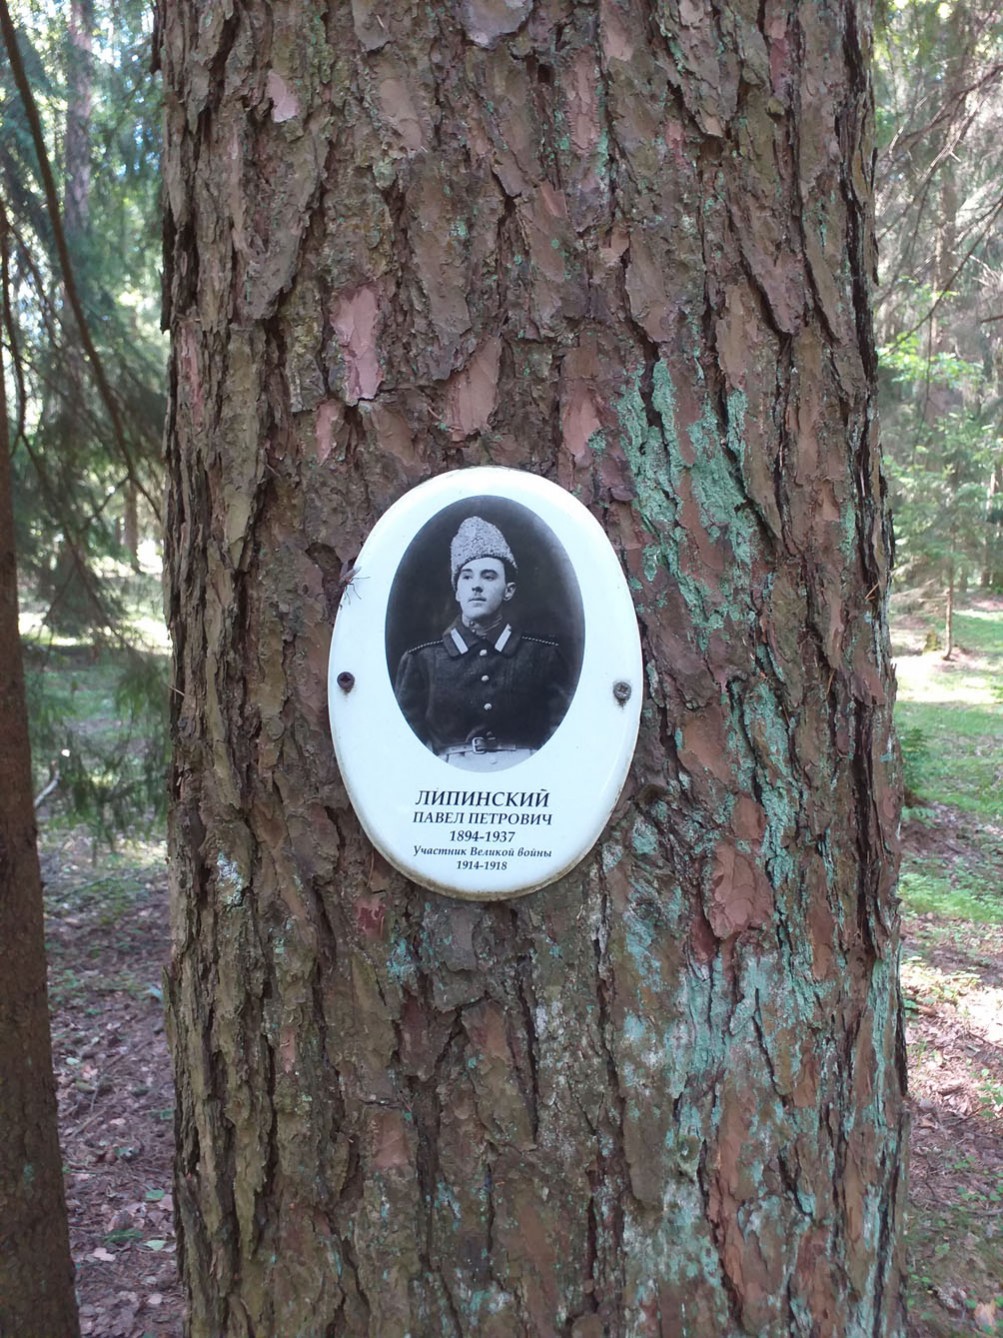 ЛИПИНСКИЙ
ПАВЕЛ ПЕТРОВИЧ
1894-1937
Участник Великой войны
1914-1918